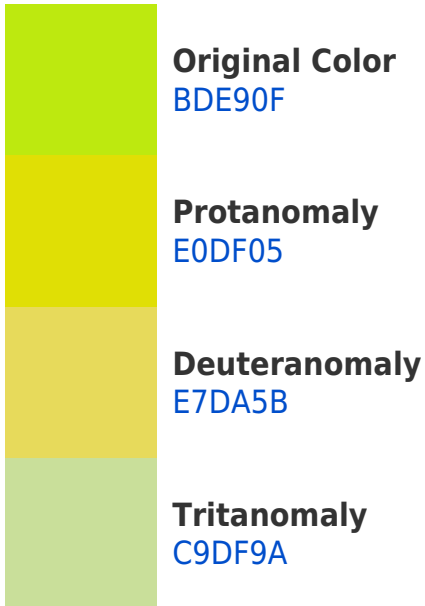 Original Color
BDE90F
Protanomaly
E0DF05
Deuteranomaly
E7DA5B
Tritanomaly
C9DF9A